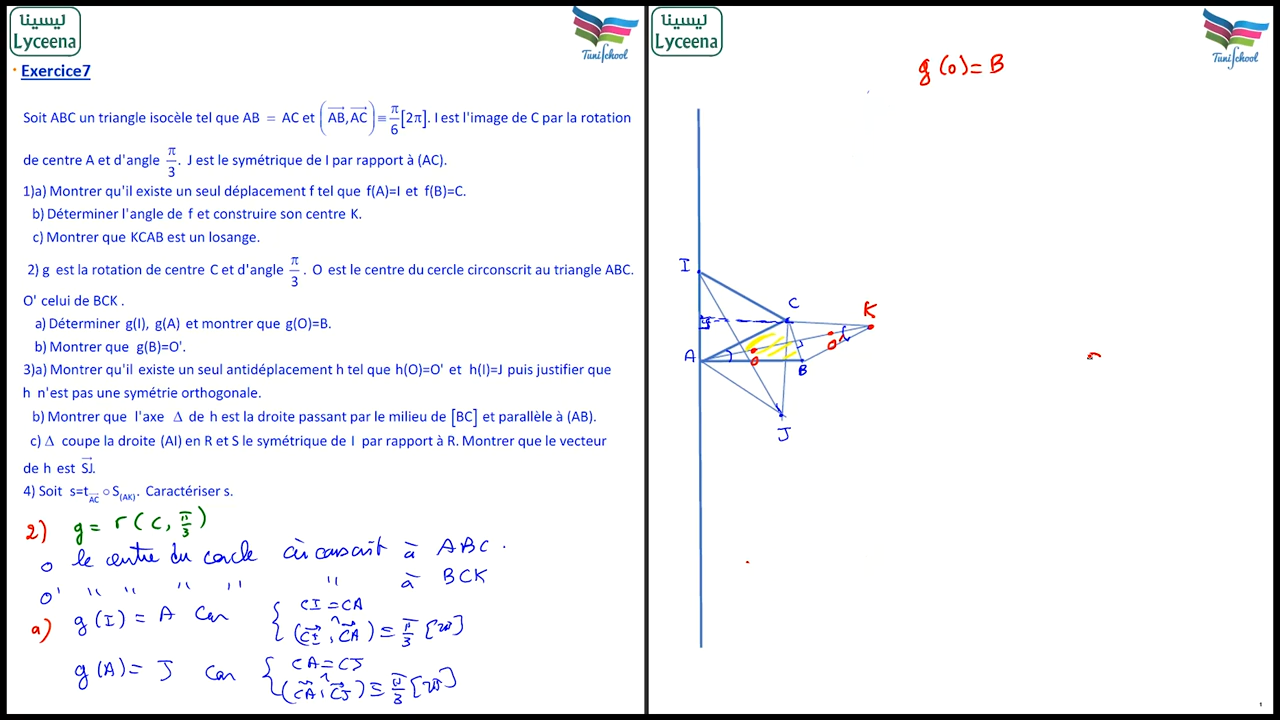 ليسينا
Lyceena
TuniSchool
Exercice7
Soit ABC un triangle isocèle tel que AB = AC et (AB⃗, AC⃗) ≡ π/6 [2π]. I est l'image de C par la rotation
de centre A et d'angle π/3. J est le symétrique de I par rapport à (AC).
1)a) Montrer qu'il existe un seul déplacement f tel que f(A)=I et f(B)=C.
b) Déterminer l'angle de f et construire son centre K.
c) Montrer que KCAB est un losange.
2) g est la rotation de centre C et d'angle π/3. O est le centre du cercle circonscrit au triangle ABC.
O' celui de BCK .
a) Déterminer g(I), g(A) et montrer que g(O)=B.
b) Montrer que g(B)=O'.
3)a) Montrer qu'il existe un seul antidéplacement h tel que h(O)=O' et h(I)=J puis justifier que
h n'est pas une symétrie orthogonale.
b) Montrer que l'axe Δ de h est la droite passant par le milieu de [BC] et parallèle à (AB).
c) Δ coupe la droite (AI) en R et S le symétrique de I par rapport à R. Montrer que le vecteur
de h est SJ⃗.
4) Soit s=t_AC⃗ ∘ S_(AK). Caractériser s.
2) g = r(C, π/3)
O le centre du cercle circonscrit à ABC.
O' " " " " " à BCK
a) g(I) = A car { CI = CA
(CI⃗, CA⃗) ≡ π/3 [2π]
g(A) = J car { CA = CJ
(CA⃗, CJ⃗) ≡ π/3 [2π]
ليسينا
Lyceena
TuniSchool
g(O) = B
I
C
K
A
O
O'
B
J
1